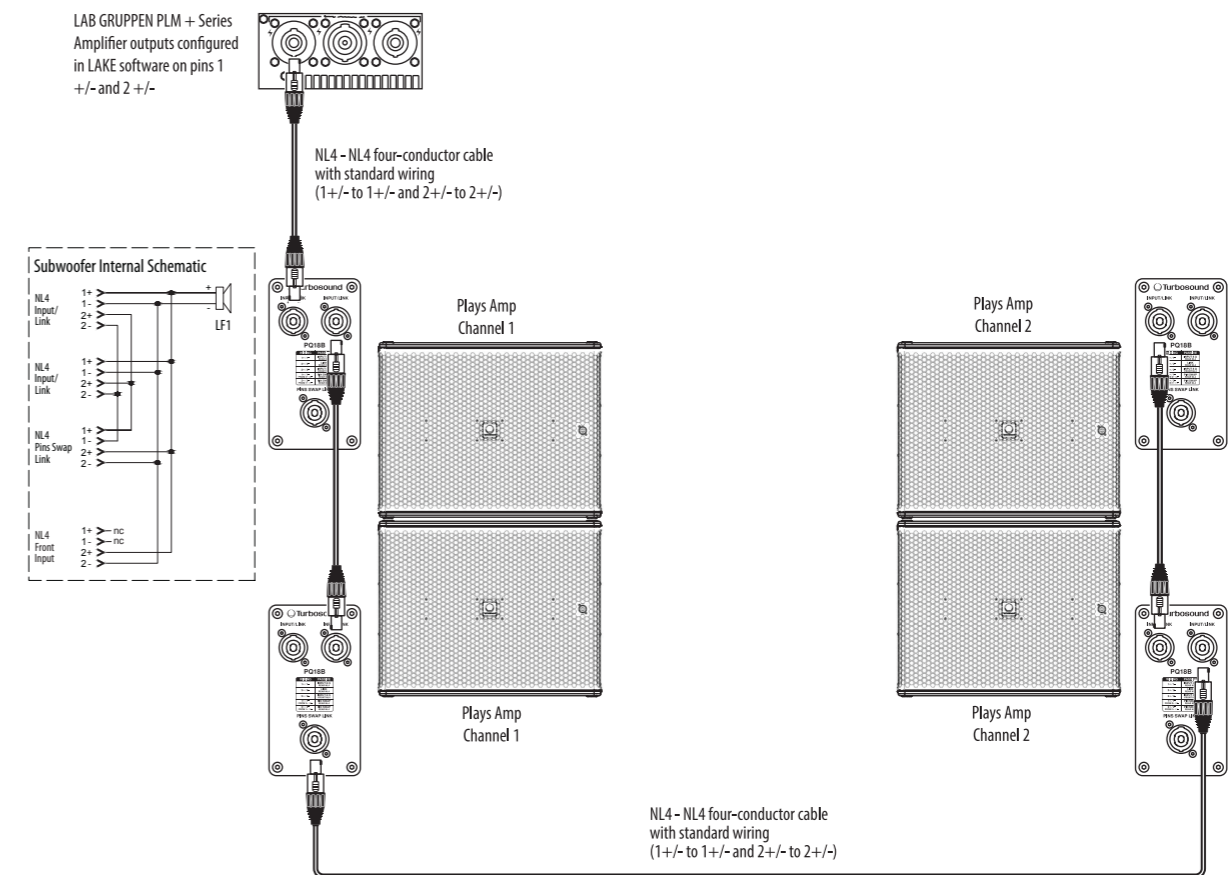 LAB GRUPPEN PLM + Series
Amplifier outputs configured
in LAKE software on pins 1
+/- and 2 +/-
NL4 - NL4 four-conductor cable
with standard wiring
(1+/- to 1+/- and 2+/- to 2+/-)
Subwoofer Internal Schematic
NL4
Input/
Link
1+
1-
2+
2-
+
-
LF1
NL4
Input/
Link
1+
1-
2+
2-
NL4
Pins Swap
Link
1+
1-
2+
2-
NL4
Front
Input
1+ nc
1- nc
2+
2-
Turbosound
INPUT/LINK
PQ18B
PINS SWAP LINK
Plays Amp
Channel 1
Plays Amp
Channel 2
Turbosound
INPUT/LINK INPUT/LINK
PQ18B
Turbosound
INPUT/LINK
PQ18B
PINS SWAP LINK
Plays Amp
Channel 1
Plays Amp
Channel 2
INPUT/LINK
PQ18B
PINS SWAP LINK
NL4 - NL4 four-conductor cable
with standard wiring
(1+/- to 1+/- and 2+/- to 2+/-)